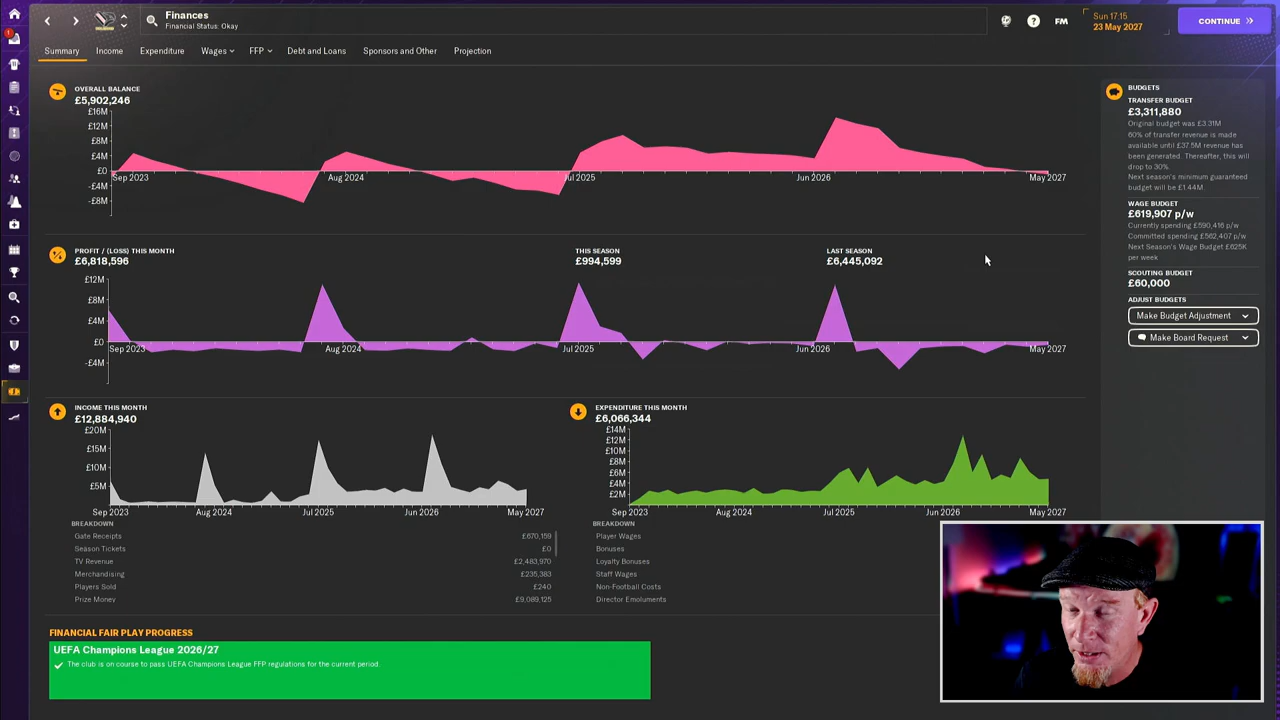 Finances
Financial Status: Okay
FM
Sun 17:15
23 May 2027
CONTINUE
Summary
Income
Expenditure
Wages
FFP
Debt and Loans
Sponsors and Other
Projection
OVERALL BALANCE
£5,902,246
£16M
£12M
£8M
£4M
£0
-£4M
-£8M
Sep 2023
Aug 2024
Jul 2025
Jun 2026
May 2027
PROFIT / (LOSS) THIS MONTH
£6,818,596
THIS SEASON
£994,599
LAST SEASON
£6,445,092
£12M
£8M
£4M
£0
-£4M
Sep 2023
Aug 2024
Jul 2025
Jun 2026
May 2027
INCOME THIS MONTH
£12,884,940
£20M
£15M
£10M
£5M
Sep 2023
Aug 2024
Jul 2025
Jun 2026
May 2027
BREAKDOWN
Gate Receipts £670,159
Season Tickets £0
TV Revenue £2,483,970
Merchandising £235,383
Players Sold £240
Prize Money £9,089,125
EXPENDITURE THIS MONTH
£6,066,344
£14M
£12M
£10M
£8M
£6M
£4M
£2M
Sep 2023
Aug 2024
Jul 2025
Jun 2026
May 2027
BREAKDOWN
Player Wages
Bonuses
Loyalty Bonuses
Staff Wages
Non-Football Costs
Director Emoluments
FINANCIAL FAIR PLAY PROGRESS
UEFA Champions League 2026/27
The club is on course to pass UEFA Champions League FFP regulations for the current period.
BUDGETS
TRANSFER BUDGET
£3,311,880
Original budget was £3.31M
60% of transfer revenue is made
available until £37.5M revenue has
been generated. Thereafter, this will
drop to 30%.
Next season's minimum guaranteed
budget will be £1.44M
WAGE BUDGET
£619,907 p/w
Currently spending £590,416 p/w
Committed spending £562,407 p/w
Next Season's Wage Budget £625K
per week
SCOUTING BUDGET
£60,000
ADJUST BUDGETS
Make Budget Adjustment
Make Board Request